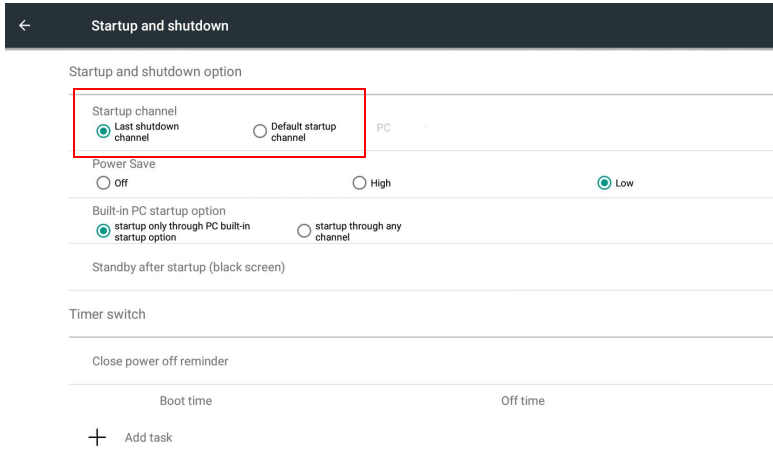 Startup and shutdown
Startup and shutdown option
Startup channel
Last shutdown
channel
Default startup
channel
PC
Power Save
Off
High
Low
Built-in PC startup option
startup only through PC built-in
startup option
startup through any
channel
Standby after startup (black screen)
Timer switch
Close power off reminder
Boot time
Off time
Add task